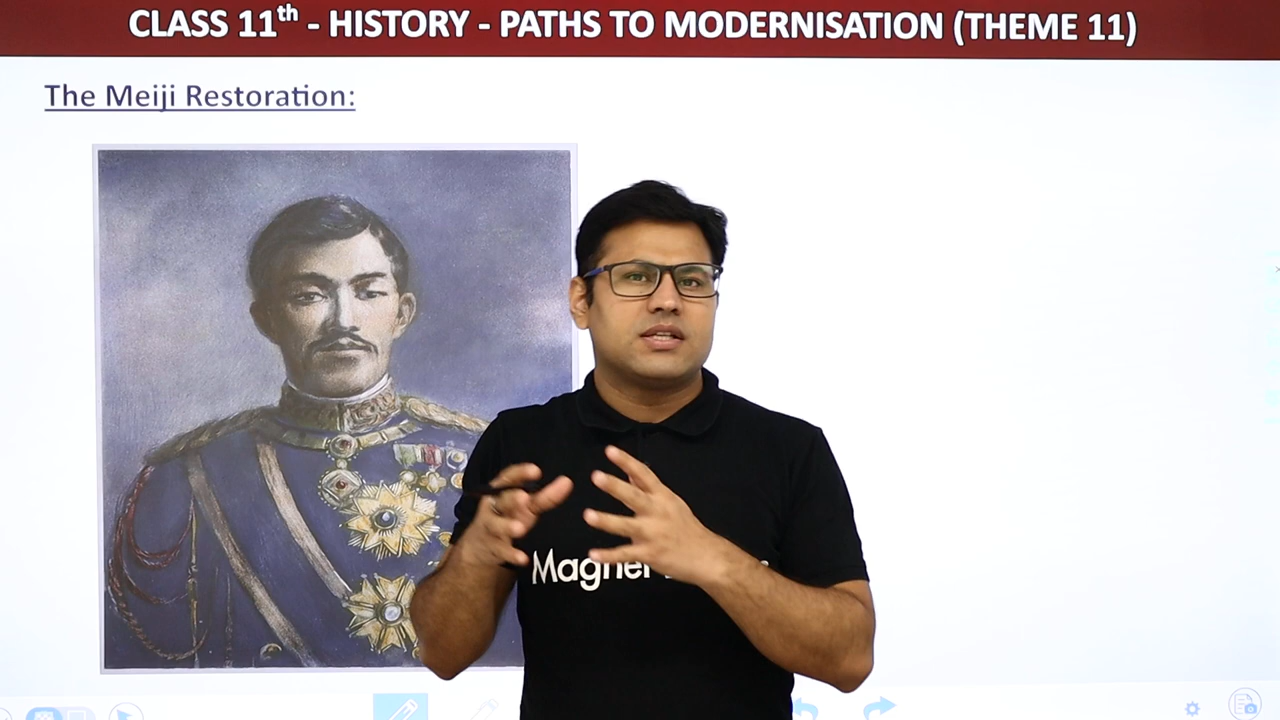 CLASS 11th - HISTORY - PATHS TO MODERNISATION (THEME 11)
The Meiji Restoration: